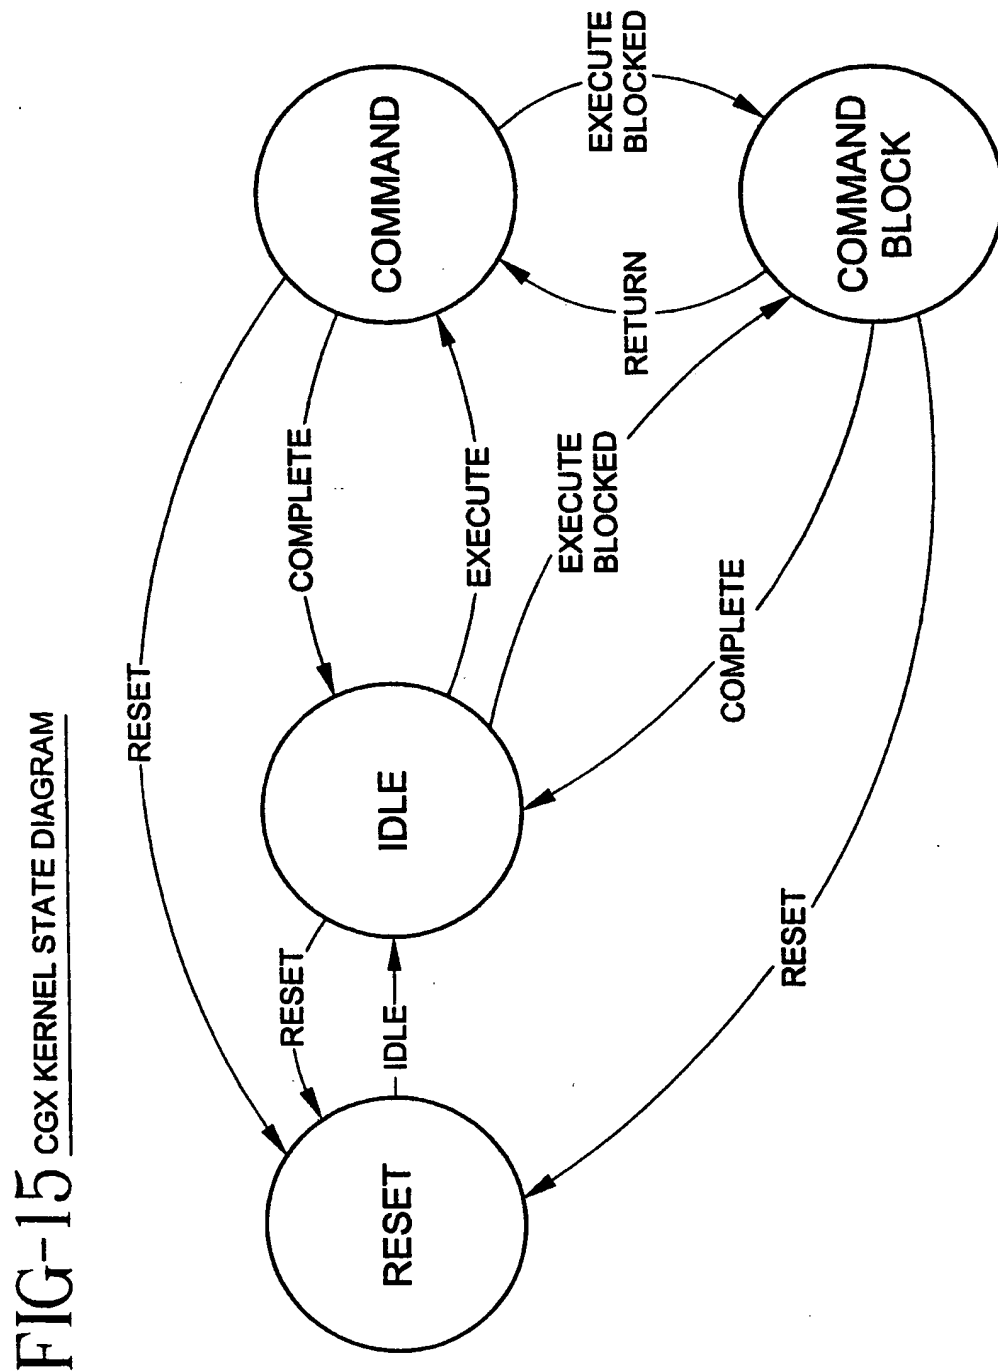 FIG-15 CGX KERNEL STATE DIAGRAM
RESET
COMPLETE
COMMAND
RESET
IDLE
IDLE
EXECUTE
RESET
EXECUTE
BLOCKED
RETURN
EXECUTE
BLOCKED
COMPLETE
RESET
COMMAND
BLOCK